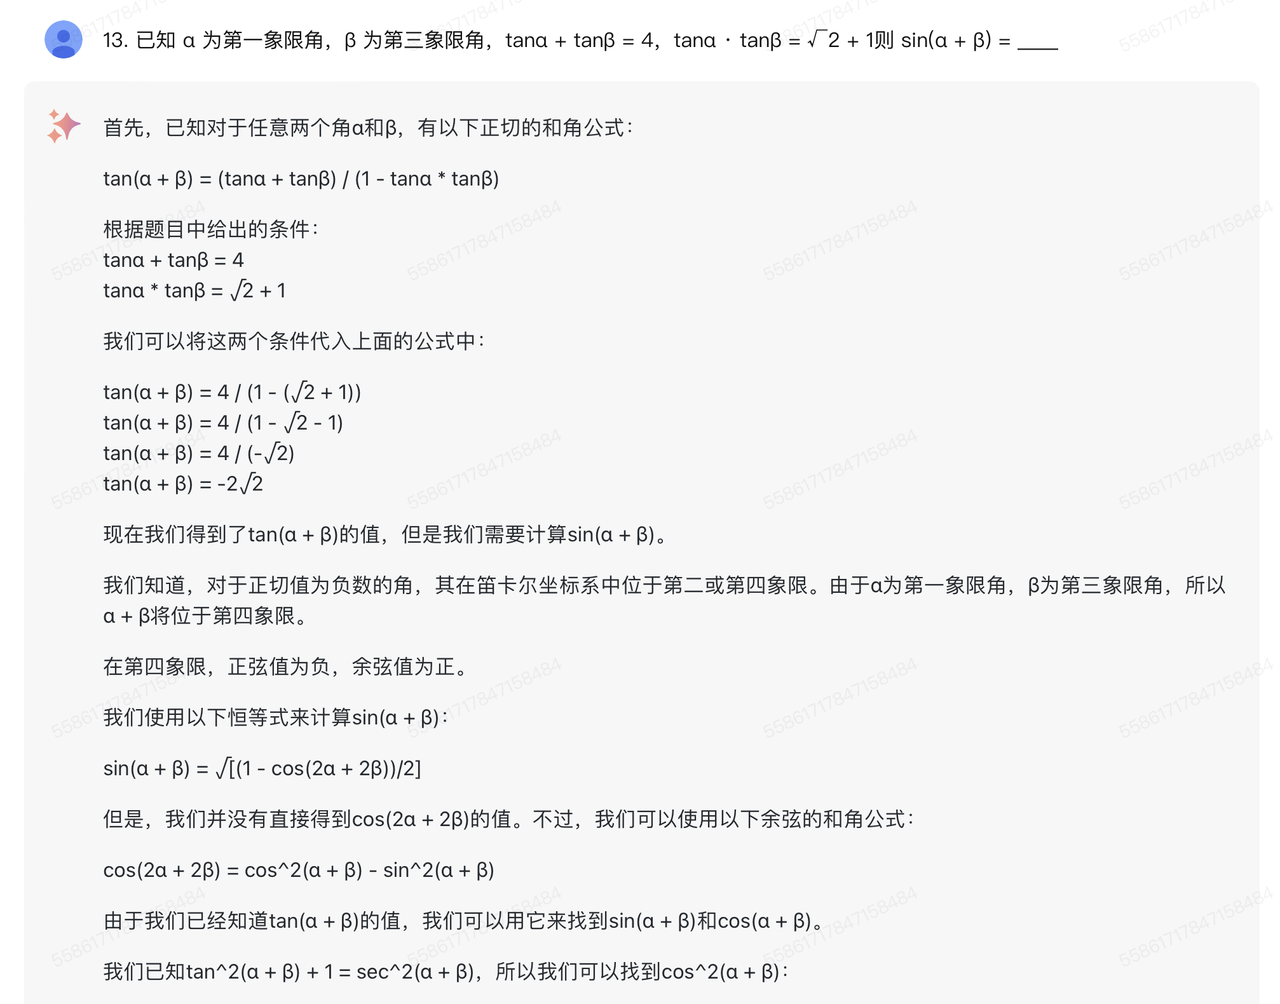 13. 已知 α 为第一象限角，β 为第三象限角，tanα + tanβ = 4，tanα · tanβ = √2 + 1则 sin(α + β) = ____
首先，已知对于任意两个角α和β，有以下正切的和角公式：
tan(α + β) = (tanα + tanβ) / (1 - tanα * tanβ)
根据题目中给出的条件：
tanα + tanβ = 4
tanα * tanβ = √2 + 1
我们可以将这两个条件代入上面的公式中：
tan(α + β) = 4 / (1 - (√2 + 1))
tan(α + β) = 4 / (1 - √2 - 1)
tan(α + β) = 4 / (-√2)
tan(α + β) = -2√2
现在我们得到了tan(α + β)的值，但是我们需要计算sin(α + β)。
我们知道，对于正切值为负数的角，其在笛卡尔坐标系中位于第二或第四象限。由于α为第一象限角，β为第三象限角，所以
α + β将位于第四象限。
在第四象限，正弦值为负，余弦值为正。
我们使用以下恒等式来计算sin(α + β)：
sin(α + β) = √[(1 - cos(2α + 2β))/2]
但是，我们并没有直接得到cos(2α + 2β)的值。不过，我们可以使用以下余弦的和角公式：
cos(2α + 2β) = cos^2(α + β) - sin^2(α + β)
由于我们已经知道tan(α + β)的值，我们可以用它来找到sin(α + β)和cos(α + β)。
我们已知tan^2(α + β) + 1 = sec^2(α + β)，所以我们可以找到cos^2(α + β)：
55861717847158484